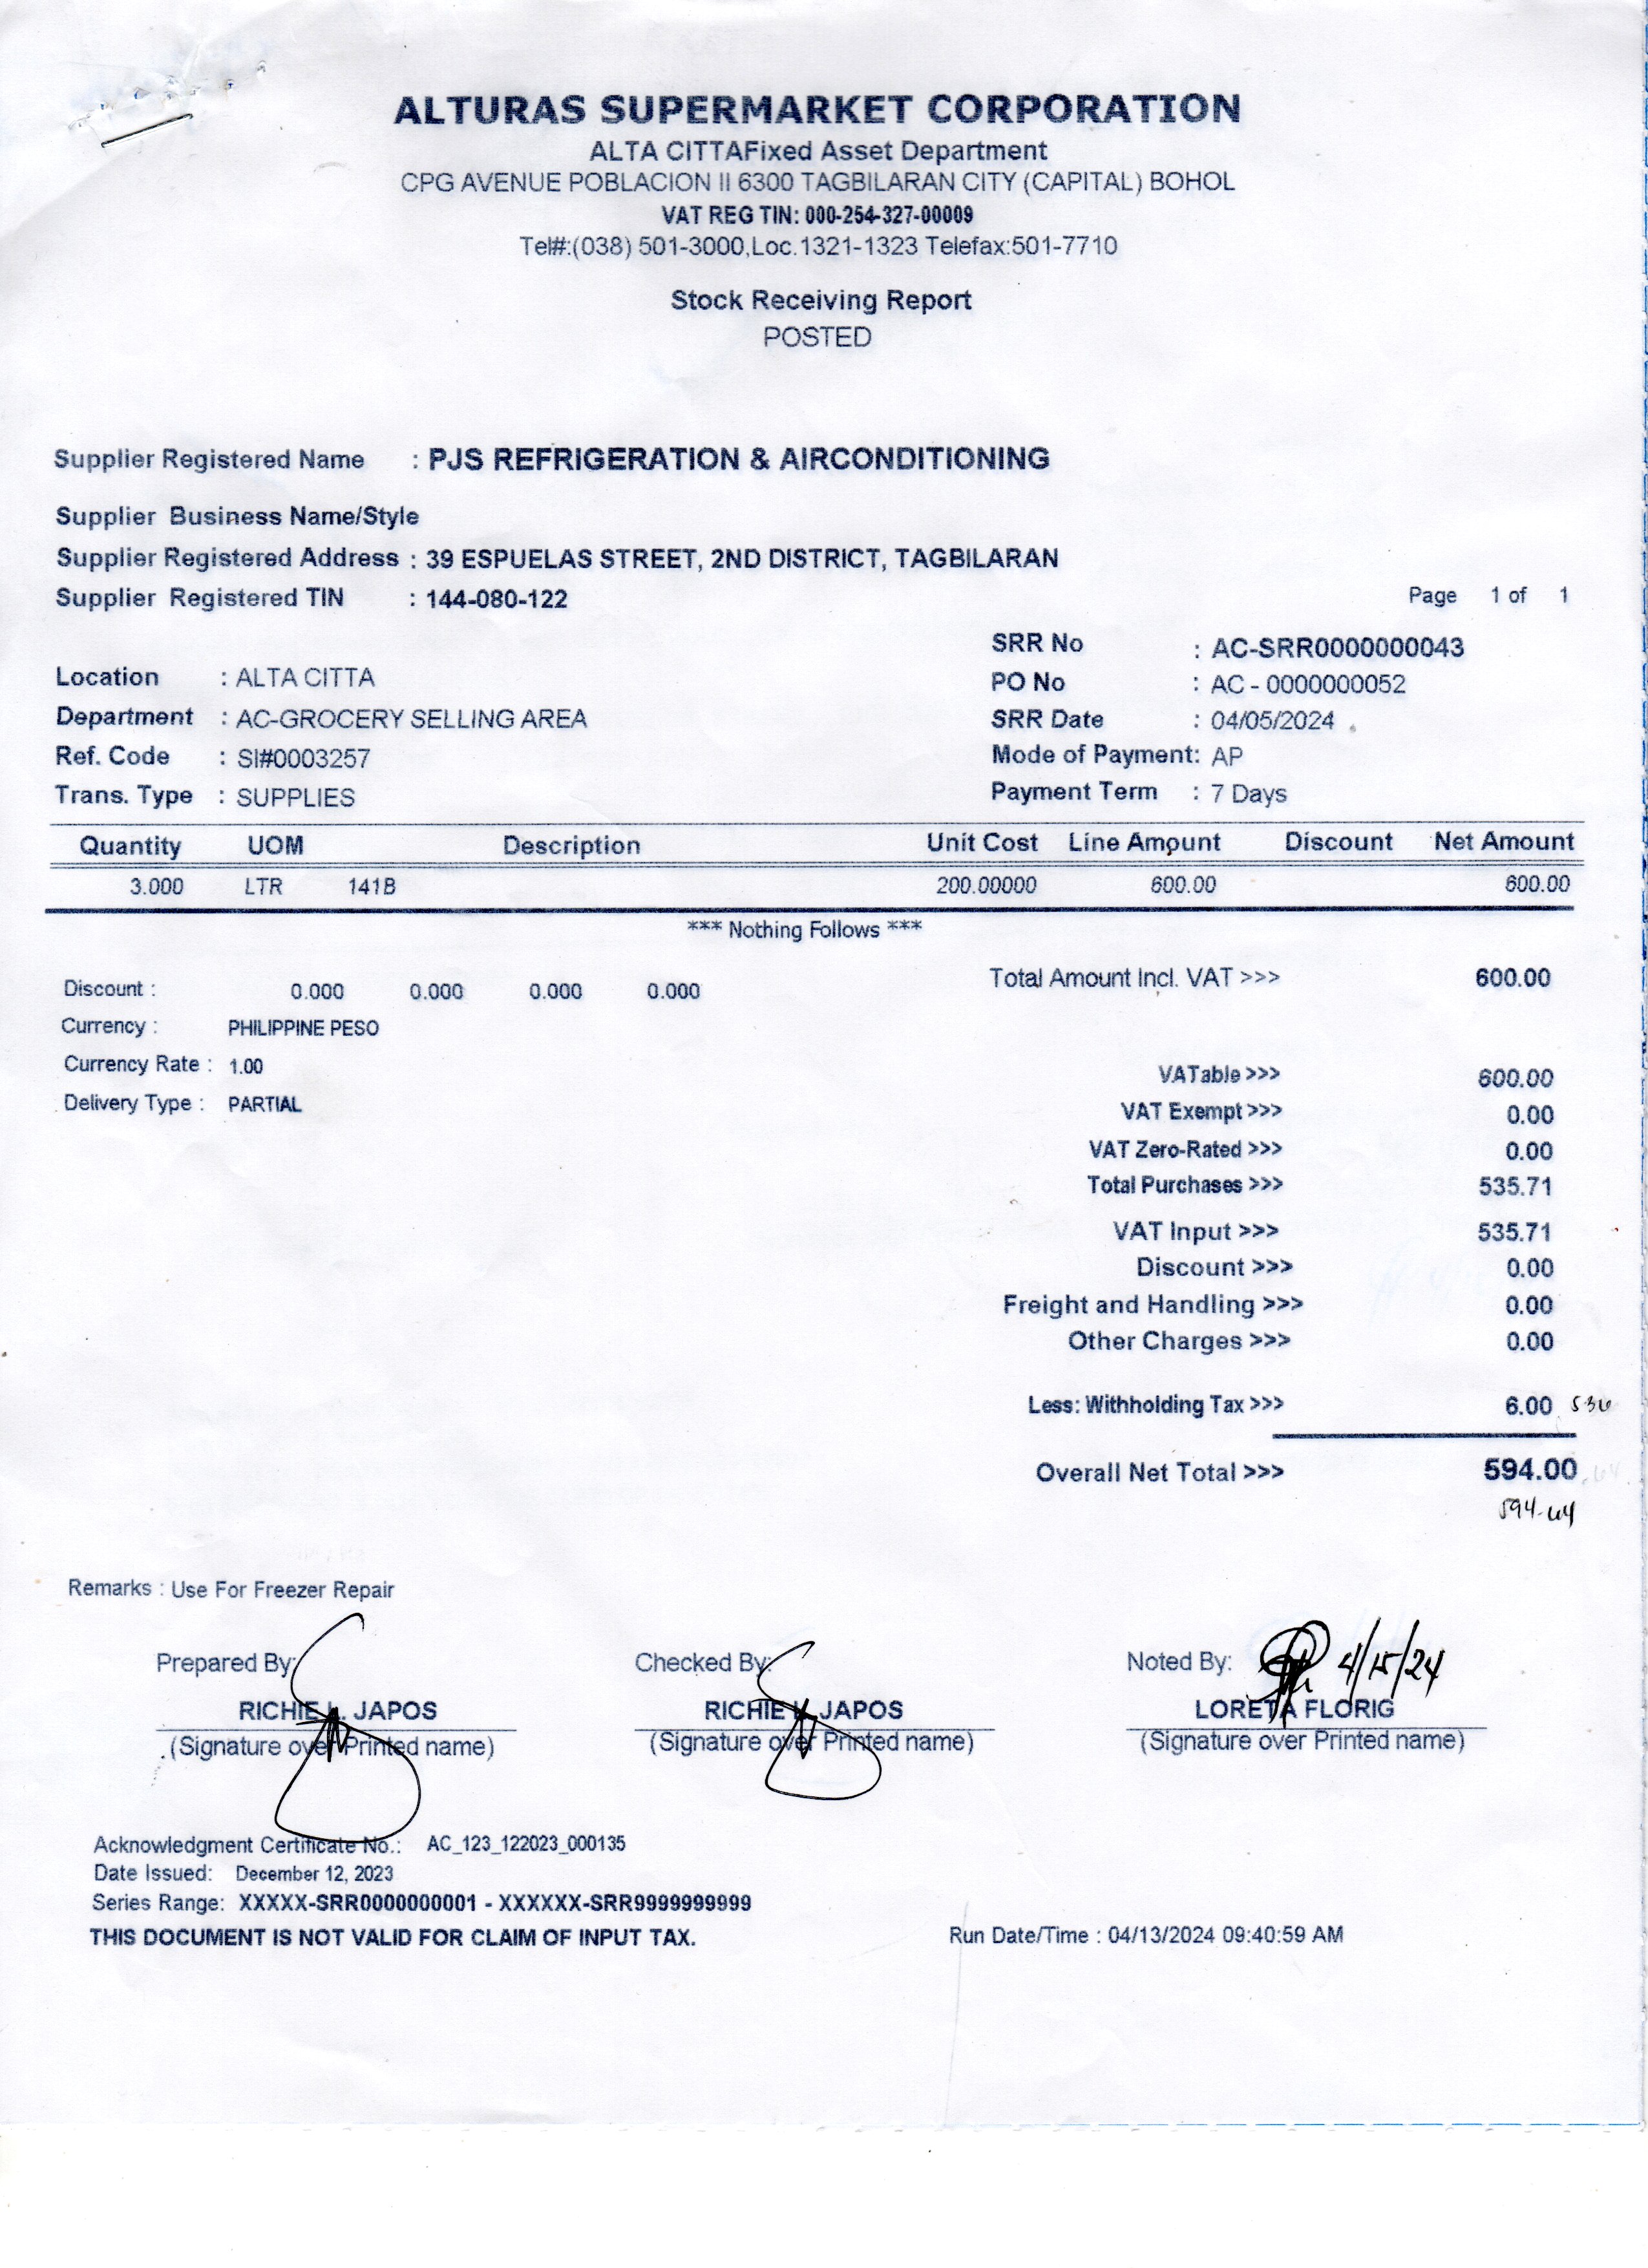 ALTURAS SUPERMARKET CORPORATION
ALTA CITTAFixed Asset Department
CPG AVENUE POBLACION II 6300 TAGBILARAN CITY (CAPITAL) BOHOL
VAT REG TIN: 000-254-327-00009
Tel#:(038) 501-3000,Loc.1321-1323 Telefax:501-7710
Stock Receiving Report
POSTED
Supplier Registered Name : PJS REFRIGERATION & AIRCONDITIONING
Supplier Business Name/Style
Supplier Registered Address : 39 ESPUELAS STREET, 2ND DISTRICT, TAGBILARAN
Supplier Registered TIN : 144-080-122
Page 1 of 1
SRR No : AC-SRR0000000043
Location : ALTA CITTA
PO No : AC - 0000000052
Department : AC-GROCERY SELLING AREA
SRR Date : 04/05/2024
Ref. Code : SI#0003257
Mode of Payment: AP
Trans. Type : SUPPLIES
Payment Term : 7 Days
Quantity UOM Description Unit Cost Line Amount Discount Net Amount
3.000 LTR 141B 200.00000 600.00 600.00
*** Nothing Follows ***
Total Amount Incl. VAT >>> 600.00
Discount : 0.000 0.000 0.000 0.000
Currency : PHILIPPINE PESO
Currency Rate : 1.00
Delivery Type : PARTIAL
VATable >>> 600.00
VAT Exempt >>> 0.00
VAT Zero-Rated >>> 0.00
Total Purchases >>> 535.71
VAT Input >>> 535.71
Discount >>> 0.00
Freight and Handling >>> 0.00
Other Charges >>> 0.00
Less: Withholding Tax >>> 6.00
Overall Net Total >>> 594.00
594.64
Remarks : Use For Freezer Repair
Prepared By: Checked By: Noted By: 4/15/24
RICHIE L. JAPOS RICHIE L. JAPOS LORETA FLORIG
(Signature over Printed name) (Signature over Printed name) (Signature over Printed name)
Acknowledgment Certificate No.: AC_123_122023_000135
Date Issued: December 12, 2023
Series Range: XXXXX-SRR0000000001 - XXXXXX-SRR9999999999
THIS DOCUMENT IS NOT VALID FOR CLAIM OF INPUT TAX.
Run Date/Time : 04/13/2024 09:40:59 AM